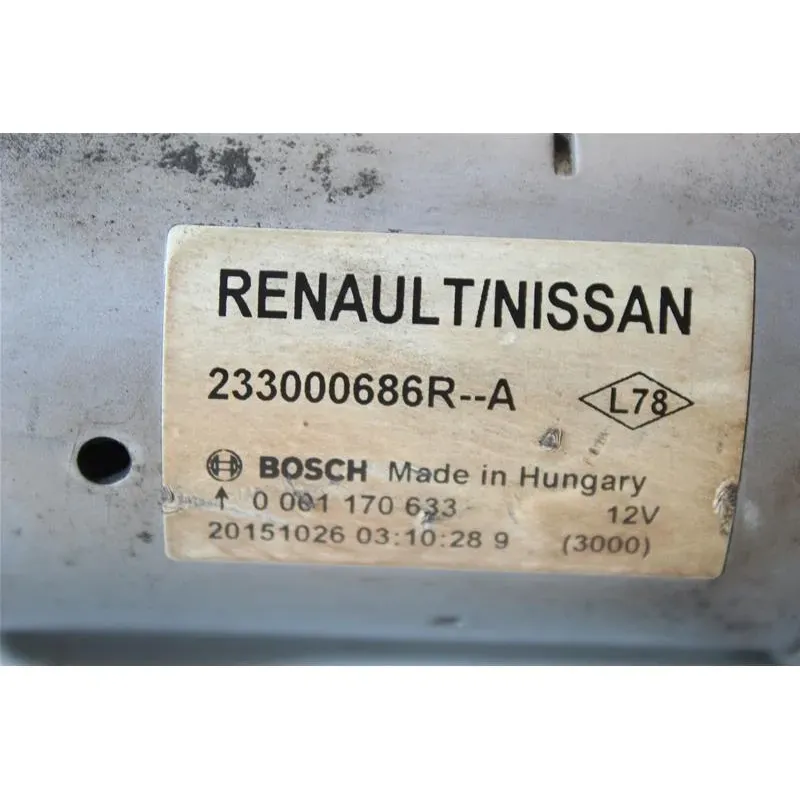 RENAULT/NISSAN
233000686R--A
L78
BOSCH Made in Hungary
↑ 0 001 170 633 12V
20151026 03:10:28 9 (3000)